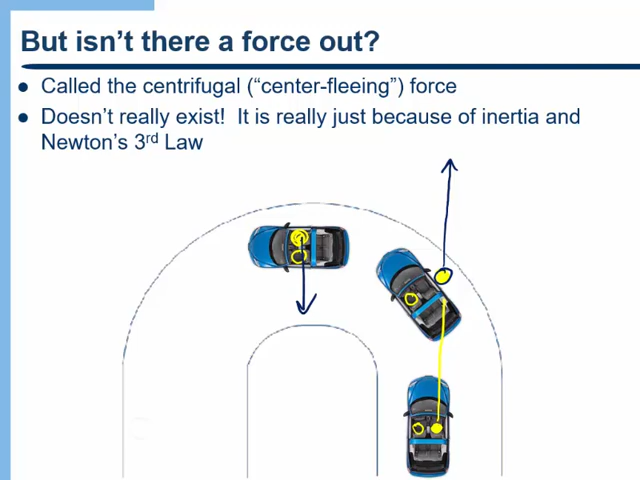 But isn't there a force out?
Called the centrifugal ("center-fleeing") force
Doesn't really exist! It is really just because of inertia and
Newton's 3rd Law